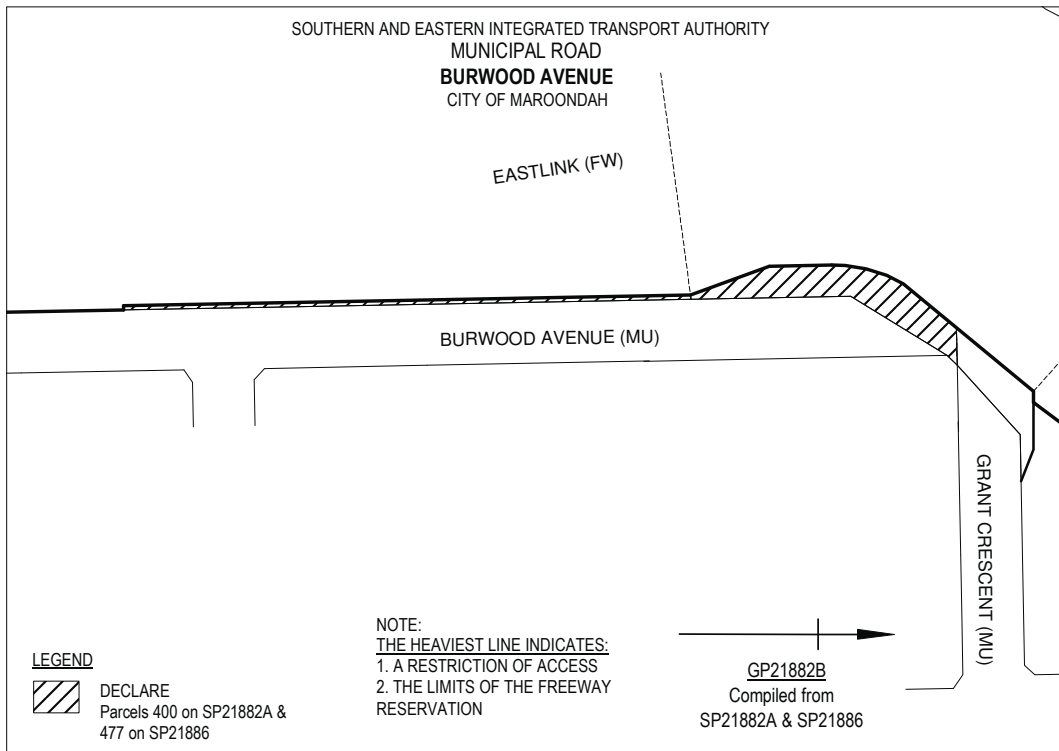 SOUTHERN AND EASTERN INTEGRATED TRANSPORT AUTHORITY
MUNICIPAL ROAD
BURWOOD AVENUE
CITY OF MAROONDAH
EASTLINK (FW)
BURWOOD AVENUE (MU)
GRANT CRESCENT (MU)
LEGEND
DECLARE
Parcels 400 on SP21882A &
477 on SP21886
NOTE:
THE HEAVIEST LINE INDICATES:
1. A RESTRICTION OF ACCESS
2. THE LIMITS OF THE FREEWAY
RESERVATION
GP21882B
Compiled from
SP21882A & SP21886